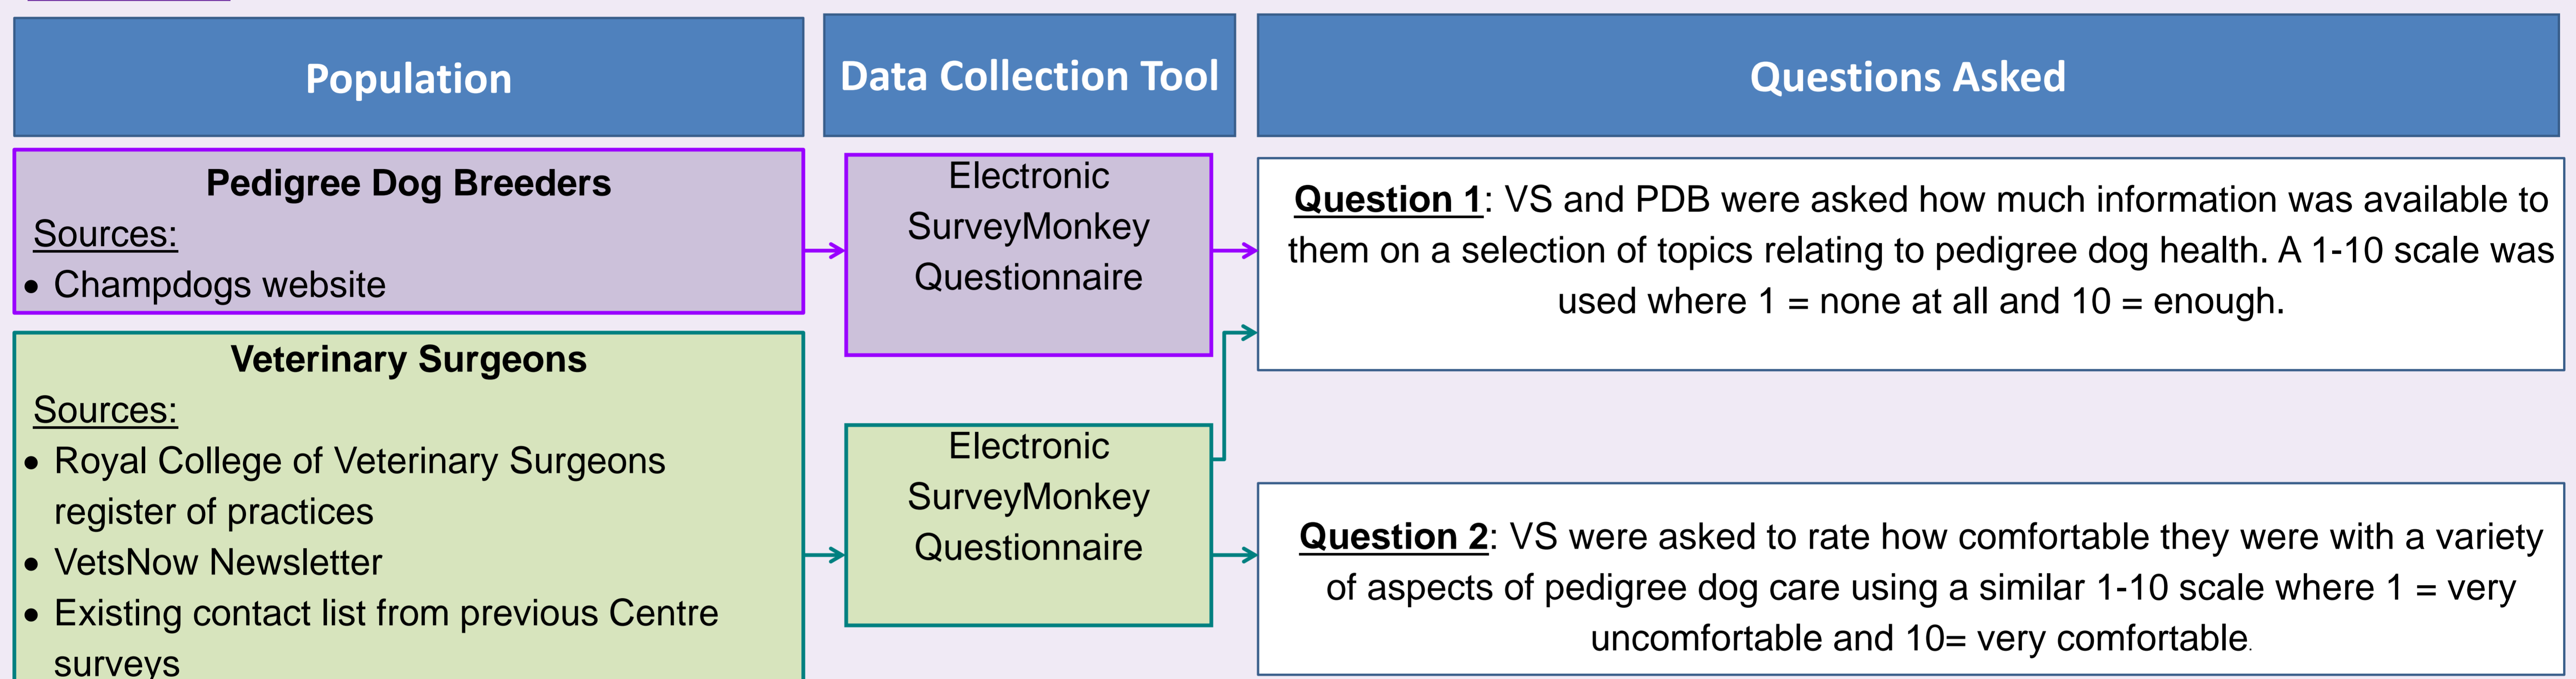 Population
Data Collection Tool
Questions Asked
Pedigree Dog Breeders
Sources:
• Champdogs website
Electronic
SurveyMonkey
Questionnaire
Question 1: VS and PDB were asked how much information was available to
them on a selection of topics relating to pedigree dog health. A 1-10 scale was
used where 1 = none at all and 10 = enough.
Veterinary Surgeons
Sources:
• Royal College of Veterinary Surgeons
register of practices
• VetsNow Newsletter
• Existing contact list from previous Centre
surveys
Electronic
SurveyMonkey
Questionnaire
Question 2: VS were asked to rate how comfortable they were with a variety
of aspects of pedigree dog care using a similar 1-10 scale where 1 = very
uncomfortable and 10= very comfortable.